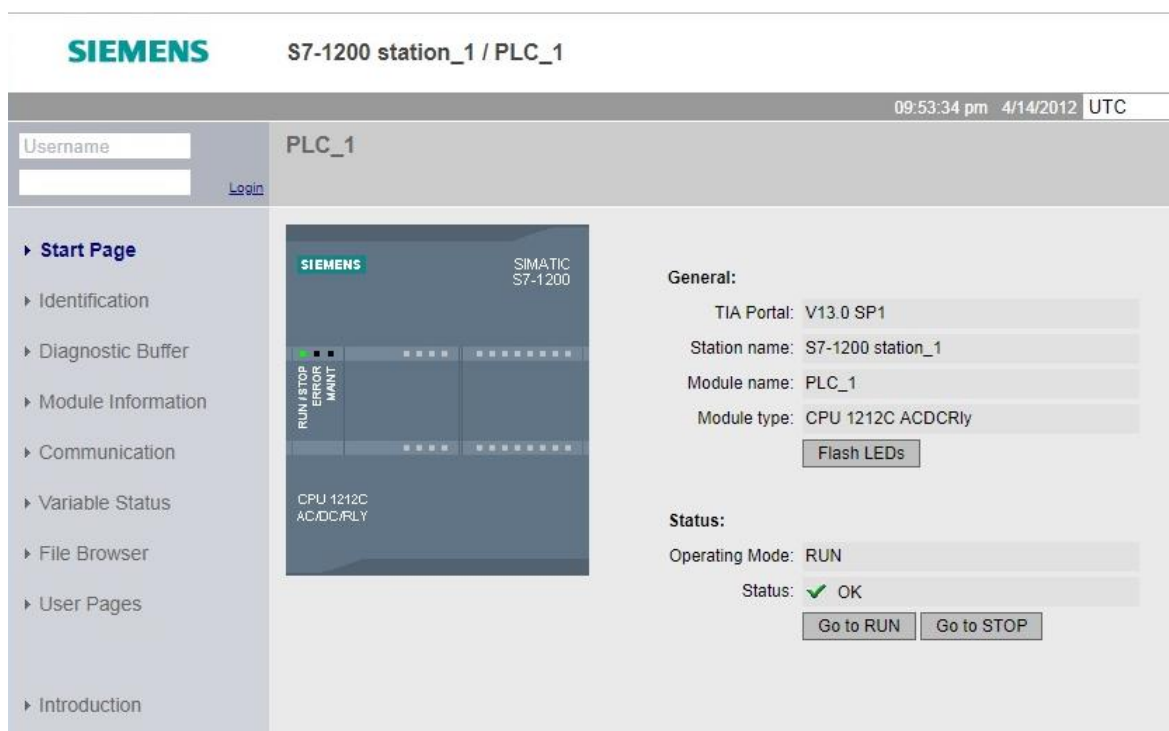 SIEMENS
S7-1200 station_1 / PLC_1
09:53:34 pm 4/14/2012 UTC
Username
Login
PLC_1
Start Page
Identification
Diagnostic Buffer
Module Information
Communication
Variable Status
File Browser
User Pages
Introduction
SIEMENS
SIMATIC
S7-1200
RUN / STOP
ERROR
MAINT
CPU 1212C
AC/DC/RLY
General:
TIA Portal: V13.0 SP1
Station name: S7-1200 station_1
Module name: PLC_1
Module type: CPU 1212C ACDCRly
Flash LEDs
Status:
Operating Mode: RUN
Status: OK
Go to RUN Go to STOP